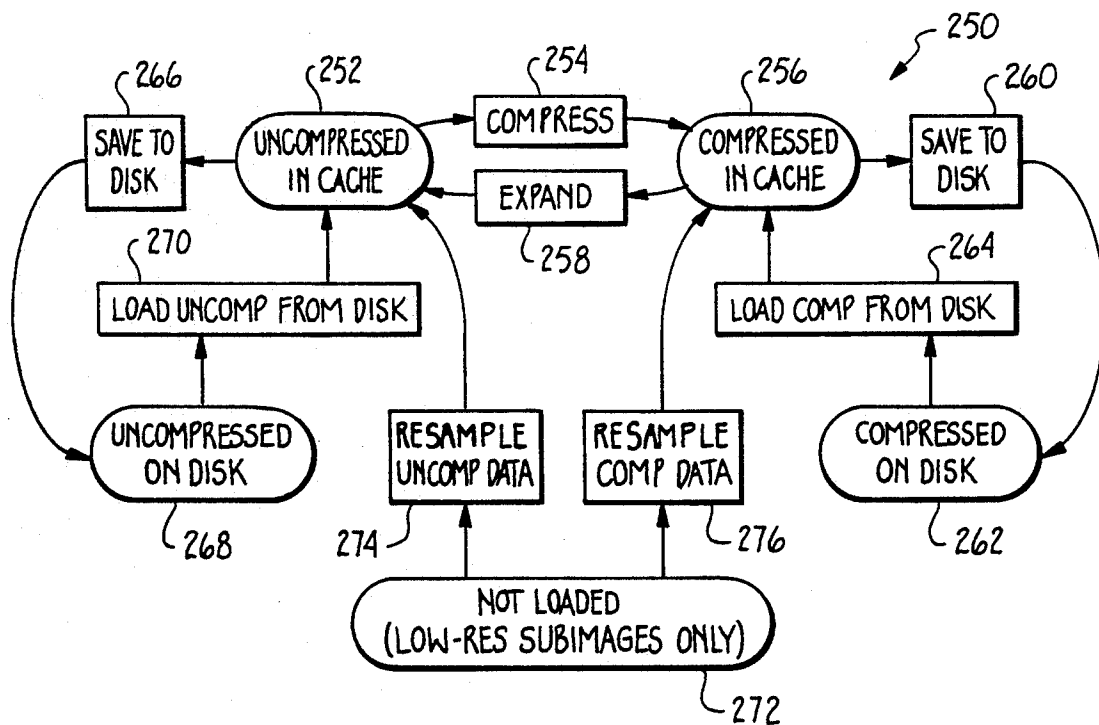 250
266
252
254
256
260
SAVE TO
DISK
UNCOMPRESSED
IN CACHE
COMPRESS
COMPRESSED
IN CACHE
SAVE TO
DISK
EXPAND
258
270
264
LOAD UNCOMP FROM DISK
LOAD COMP FROM DISK
UNCOMPRESSED
ON DISK
RESAMPLE
UNCOMP DATA
RESAMPLE
COMP DATA
COMPRESSED
ON DISK
268
274
276
262
NOT LOADED
(LOW-RES SUBIMAGES ONLY)
272